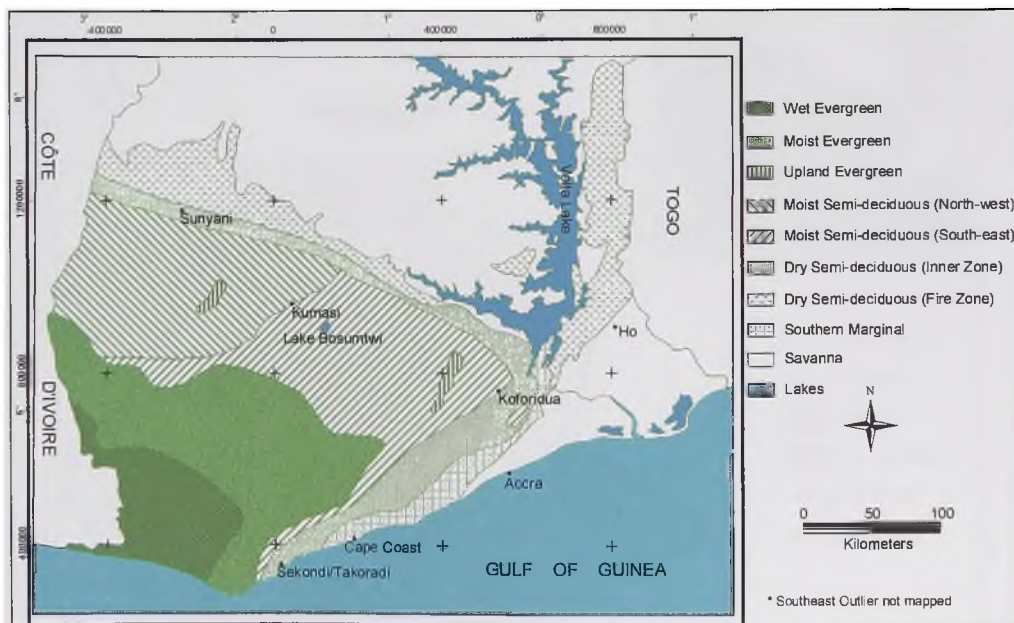 3° 2° 1° 0° 1°
400000 0 400000 800000
CÔTE
D'IVOIRE
TOGO
Volta Lake
Sunyani
Kumasi
Lake Bosumtwi
Ho
Koforidua
Accra
Cape Coast
Sekondi/Takoradi
GULF OF GUINEA
Wet Evergreen
Moist Evergreen
Upland Evergreen
Moist Semi-deciduous (North-west)
Moist Semi-deciduous (South-east)
Dry Semi-deciduous (Inner Zone)
Dry Semi-deciduous (Fire Zone)
Southern Marginal
Savanna
Lakes
N
0 50 100
Kilometers
* Southeast Outlier not mapped